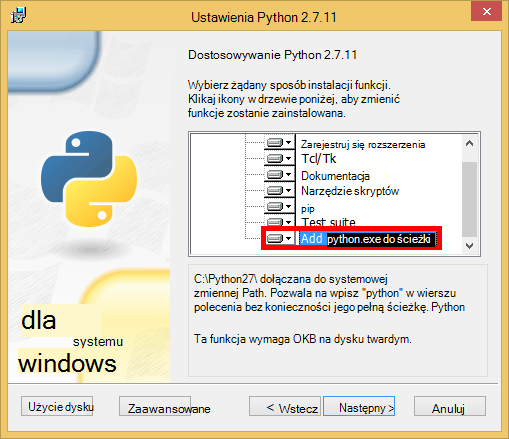 Ustawienia Python 2.7.11
Dostosowywanie Python 2.7.11
Wybierz żądany sposób instalacji funkcji.
Klikaj ikony w drzewie poniżej, aby zmienić
funkcje zostanie zainstalowana.
Zarejestruj się rozszerzenia
Tcl/Tk
Dokumentacja
Narzędzie skryptów
pip
Test suite
Add python.exe do ścieżki
C:\Python27\ dołączana do systemowej
zmiennej Path. Pozwala na wpisz "python" w wierszu
polecenia bez konieczności jego pełną ścieżkę. Python
Ta funkcja wymaga OKB na dysku twardym.
dla
systemu
windows
Użycie dysku
Zaawansowane
< Wstecz
Następny >
Anuluj